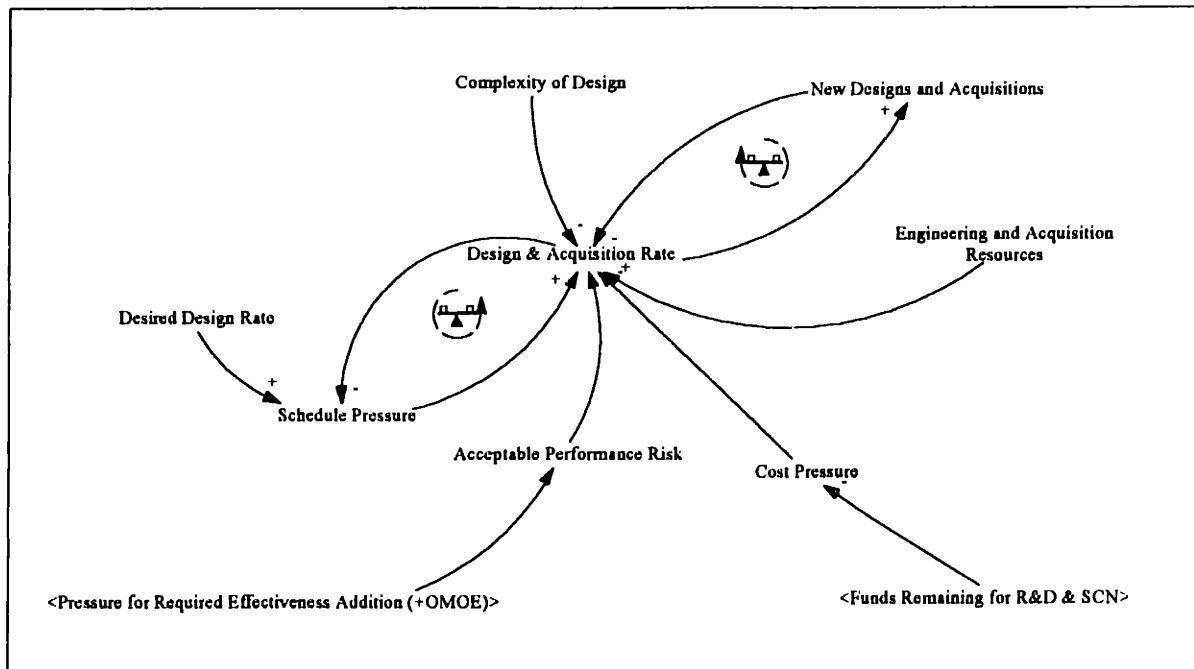 Complexity of Design
New Designs and Acquisitions
+
-
-
Design & Acquisition Rate
Engineering and Acquisition
Resources
+
-
+
-
Desired Design Rate
+
-
Schedule Pressure
Acceptable Performance Risk
Cost Pressure
-
<Pressure for Required Effectiveness Addition (+OMOE)>
<Funds Remaining for R&D & SCN>